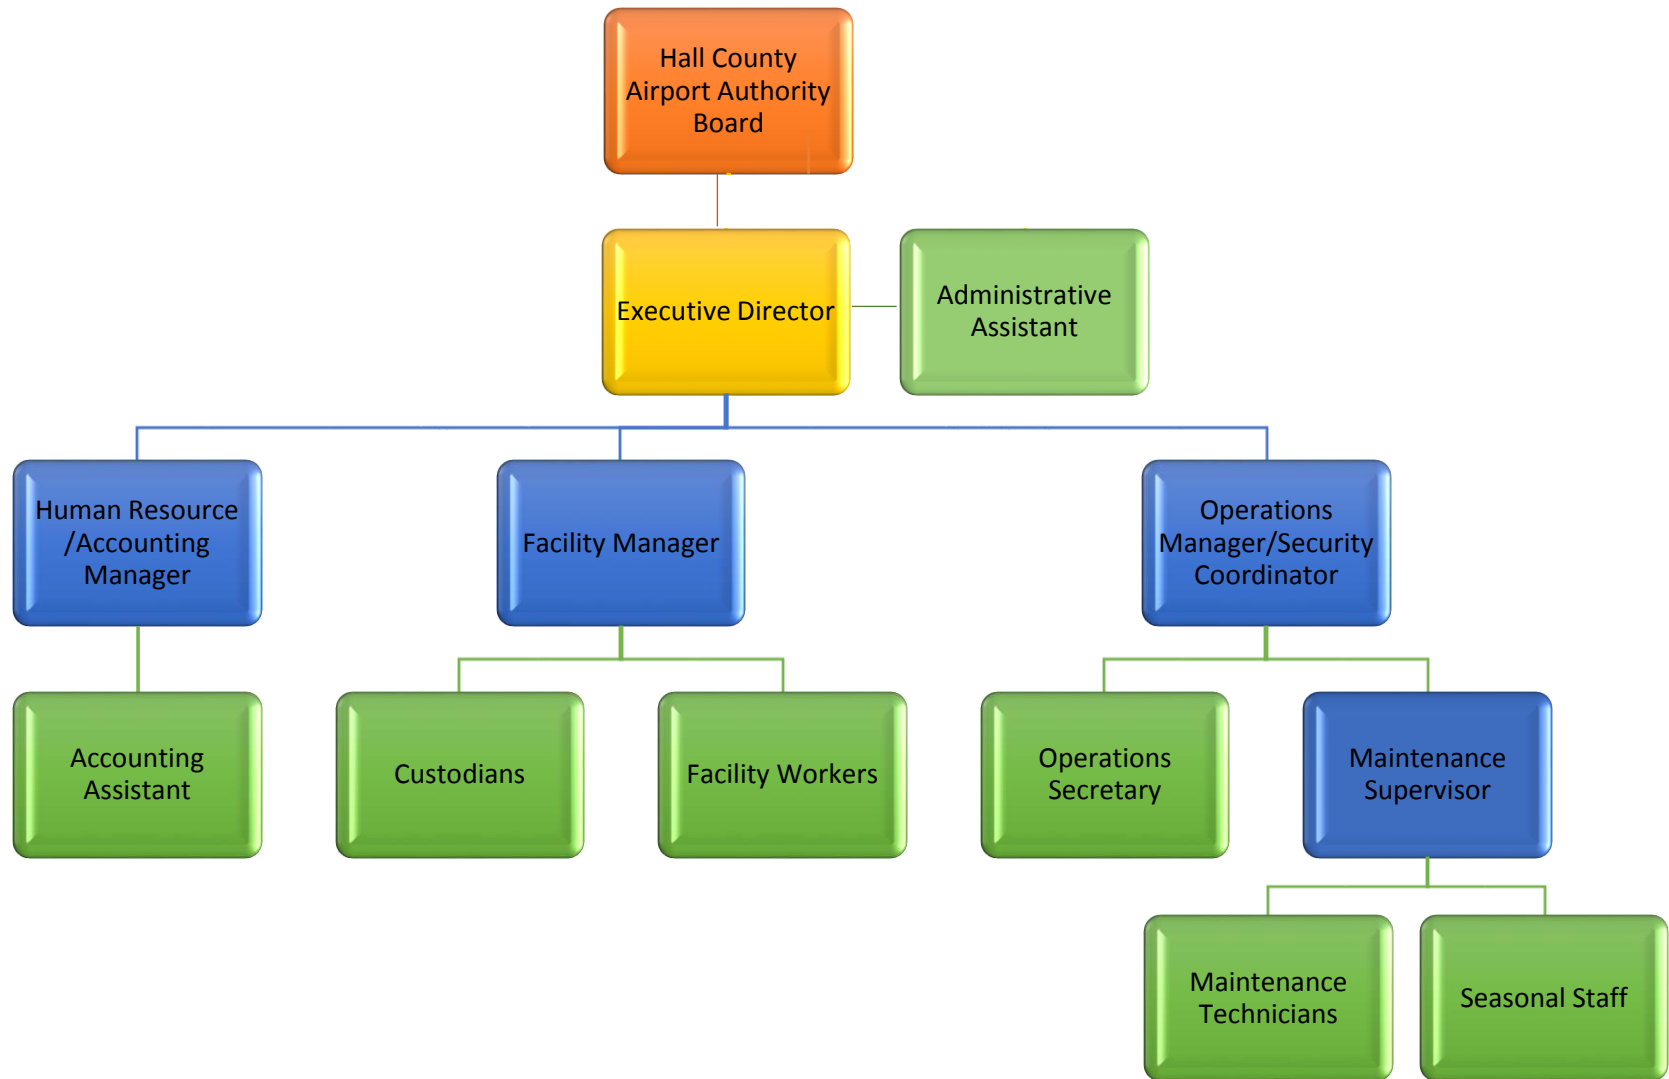 Hall County
Airport Authority
Board
Executive Director
Administrative
Assistant
Human Resource
/Accounting
Manager
Facility Manager
Operations
Manager/Security
Coordinator
Accounting
Assistant
Custodians
Facility Workers
Operations
Secretary
Maintenance
Supervisor
Maintenance
Technicians
Seasonal Staff